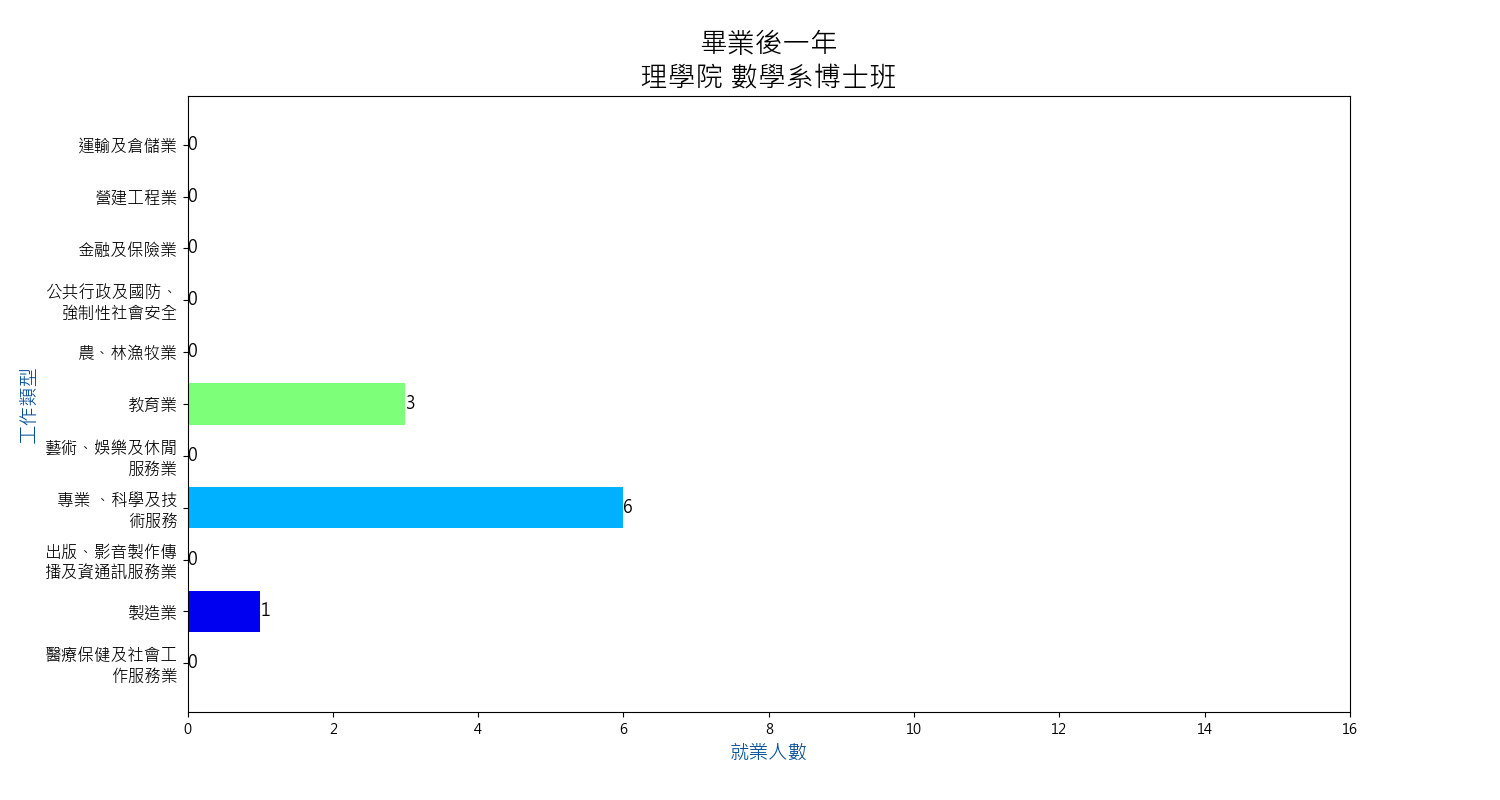 畢業後一年
理學院 數學系博士班
運輸及倉儲業
0
營建工程業
0
金融及保險業
0
公共行政及國防、
強制性社會安全
0
農、林漁牧業
0
教育業
3
藝術、娛樂及休閒
服務業
0
專業 、科學及技
術服務
6
出版、影音製作傳
播及資通訊服務業
0
製造業
1
醫療保健及社會工
作服務業
0
工作類型
0 2 4 6 8 10 12 14 16
就業人數